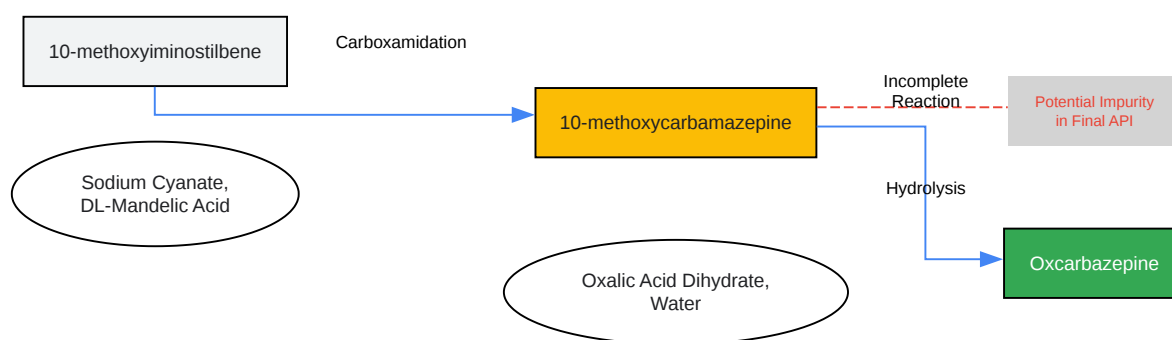 10-methoxyiminostilbene
Carboxamidation
Sodium Cyanate,
DL-Mandelic Acid
10-methoxycarbamazepine
Incomplete
Reaction
Potential Impurity
in Final API
Hydrolysis
Oxalic Acid Dihydrate,
Water
Oxcarbazepine